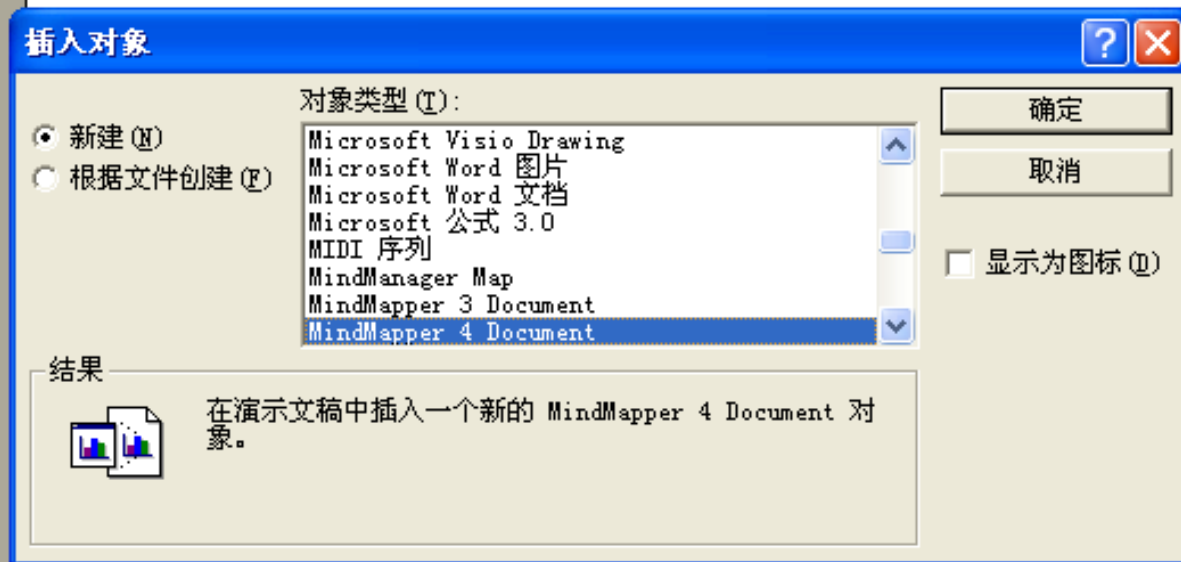 插入对象
对象类型(T):
新建(N)
根据文件创建(F)
Microsoft Visio Drawing
Microsoft Word 图片
Microsoft Word 文档
Microsoft 公式 3.0
MIDI 序列
MindManager Map
MindMapper 3 Document
MindMapper 4 Document
确定
取消
显示为图标(D)
结果
在演示文稿中插入一个新的 MindMapper 4 Document 对
象。